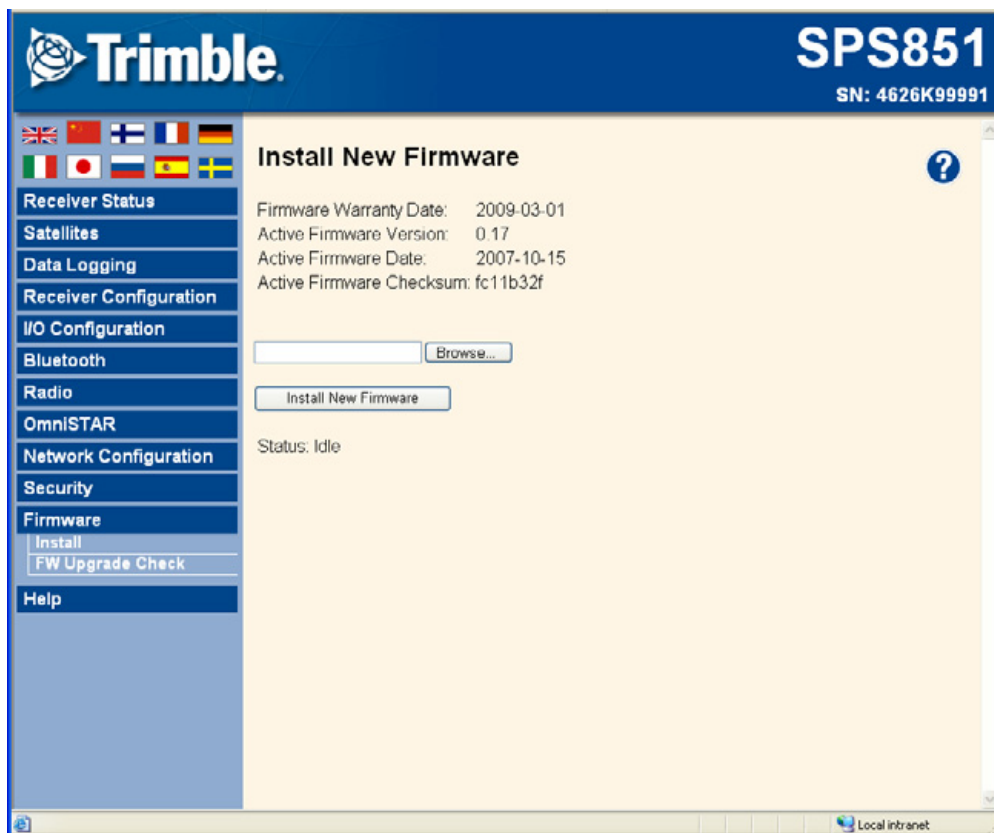 Trimble.
SPS851
SN: 4626K99991
Receiver Status
Satellites
Data Logging
Receiver Configuration
I/O Configuration
Bluetooth
Radio
OmniSTAR
Network Configuration
Security
Firmware
Install
FW Upgrade Check
Help
Install New Firmware
?
Firmware Warranty Date: 2009-03-01
Active Firmware Version: 0.17
Active Firmware Date: 2007-10-15
Active Firmware Checksum: fc11b32f
Browse...
Install New Firmware
Status: Idle
Local intranet